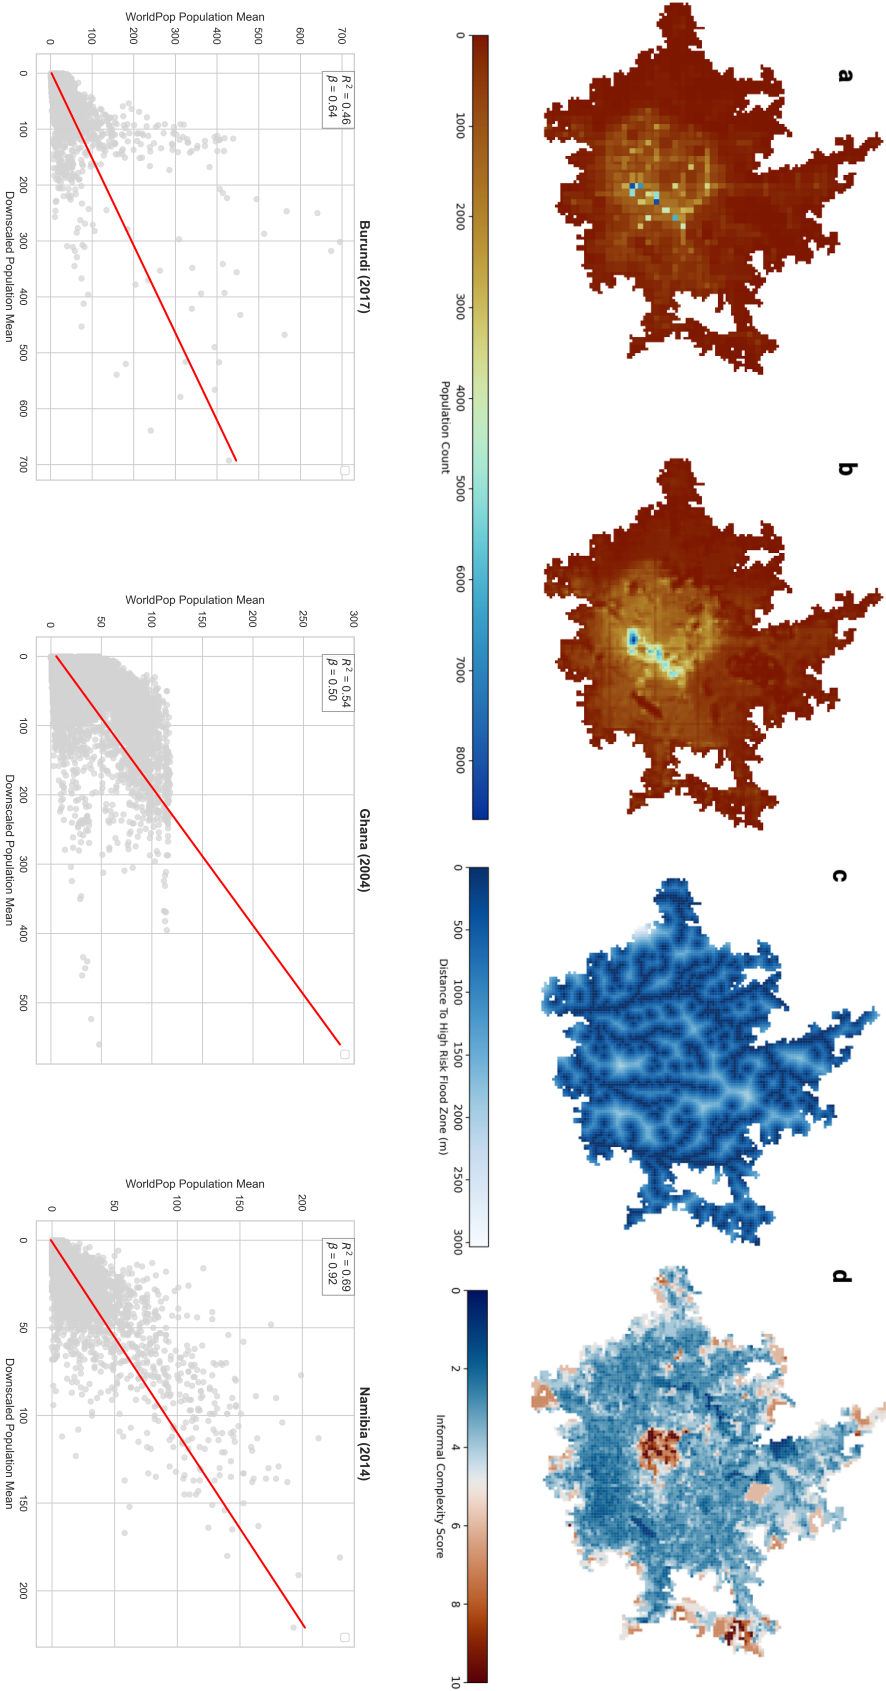 a
b
c
d
0 1000 2000 3000 4000 5000 6000 7000 8000
Population Count
0 500 1000 1500 2000 2500 3000
Distance To High Risk Flood Zone (m)
0 2 4 6 8 10
Informal Complexity Score
Burundi (2017)
R² = 0.46
β = 0.64
WorldPop Population Mean
700
600
500
400
300
200
100
0
0 100 200 300 400 500 600 700
Downscaled Population Mean
Ghana (2004)
R² = 0.54
β = 0.50
WorldPop Population Mean
300
250
200
150
100
50
0
0 100 200 300 400 500
Downscaled Population Mean
Namibia (2014)
R² = 0.69
β = 0.92
WorldPop Population Mean
200
150
100
50
0
0 50 100 150 200
Downscaled Population Mean